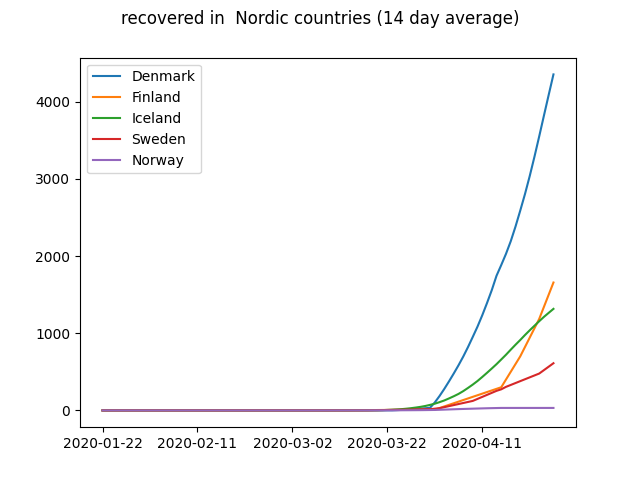 recovered in  Nordic countries (14 day average)
Denmark
Finland
Iceland
Sweden
Norway
4000
3000
2000
1000
0
2020-01-22 2020-02-11 2020-03-02 2020-03-22 2020-04-11